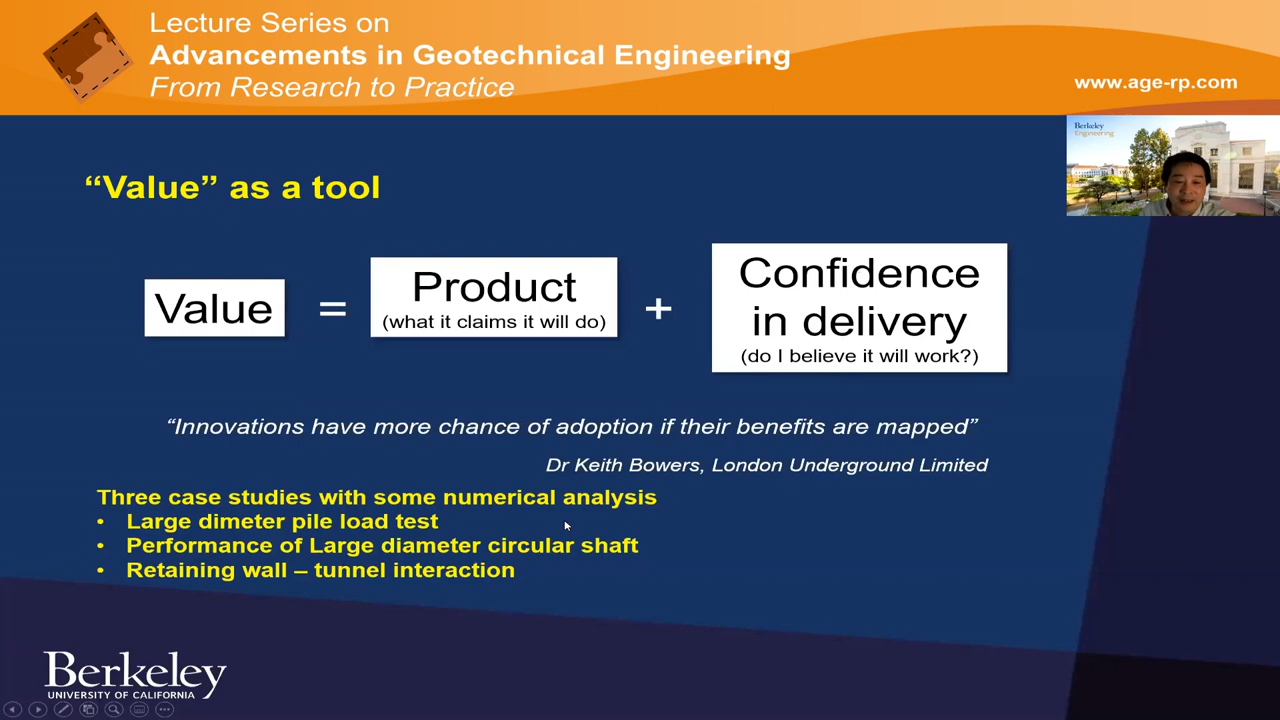 Lecture Series on
Advancements in Geotechnical Engineering
From Research to Practice
www.age-rp.com
Berkeley
Engineering
“Value” as a tool
Value = Product + Confidence
in delivery
(what it claims it will do)
(do I believe it will work?)
“Innovations have more chance of adoption if their benefits are mapped”
Dr Keith Bowers, London Underground Limited
Three case studies with some numerical analysis
• Large dimeter pile load test
• Performance of Large diameter circular shaft
• Retaining wall – tunnel interaction
Berkeley
UNIVERSITY OF CALIFORNIA